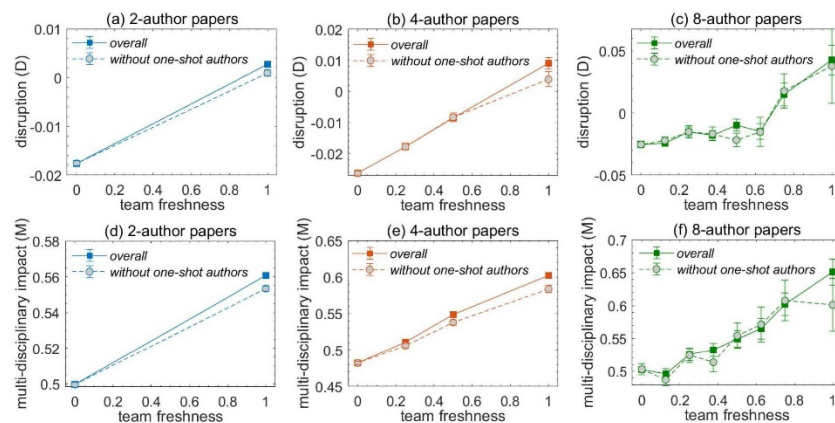 (a) 2-author papers
0.01
0
-0.01
-0.02
disruption (D)
overall
without one-shot authors
0 0.2 0.4 0.6 0.8 1
team freshness
(b) 4-author papers
0.02
0.01
0
-0.01
-0.02
disruption (D)
overall
without one-shot authors
0 0.2 0.4 0.6 0.8 1
team freshness
(c) 8-author papers
0.05
0
-0.05
disruption (D)
overall
without one-shot authors
0 0.2 0.4 0.6 0.8 1
team freshness
(d) 2-author papers
0.58
0.56
0.54
0.52
0.5
multi-disciplinary impact (M)
overall
without one-shot authors
0 0.2 0.4 0.6 0.8 1
team freshness
(e) 4-author papers
0.65
0.6
0.55
0.5
0.45
multi-disciplinary impact (M)
overall
without one-shot authors
0 0.2 0.4 0.6 0.8 1
team freshness
(f) 8-author papers
0.7
0.65
0.6
0.55
0.5
multi-disciplinary impact (M)
overall
without one-shot authors
0 0.2 0.4 0.6 0.8 1
team freshness